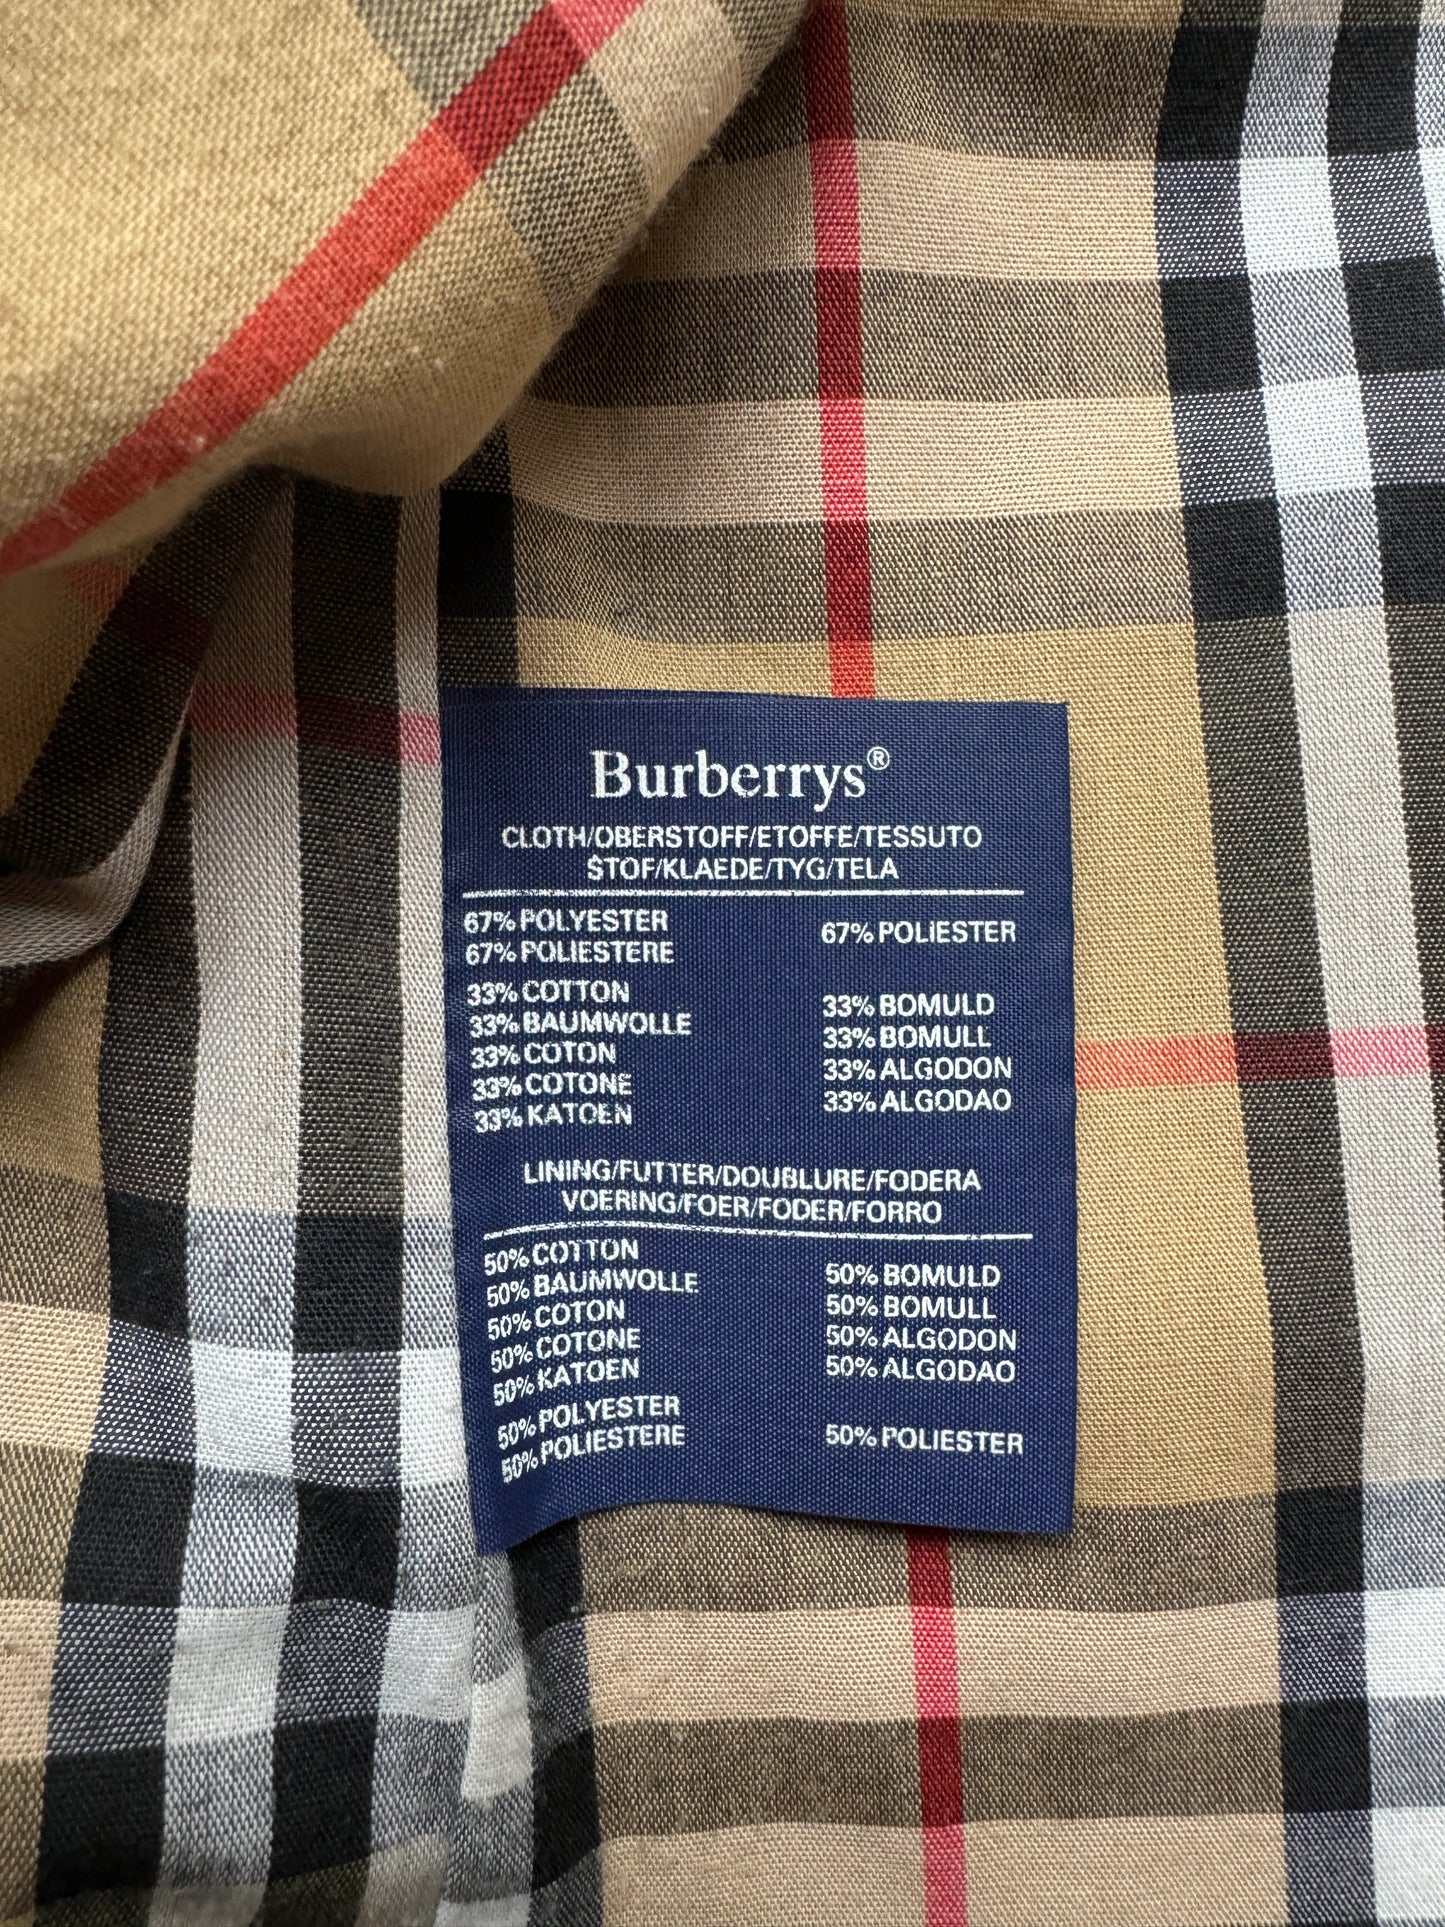 Burberrys®
CLOTH/OBERSTOFF/ETOFFE/TESSUTO
STOF/KLAEDE/TYG/TELA
67% POLYESTER
67% POLIESTERE
67% POLIESTER
33% COTTON
33% BAUMWOLLE
33% COTON
33% COTONE
33% KATOEN
33% BOMULD
33% BOMULL
33% ALGODON
33% ALGODAO
LINING/FUTTER/DOUBLURE/FODERA
VOERING/FOER/FODER/FORRO
50% COTTON
50% BAUMWOLLE
50% COTON
50% COTONE
50% KATOEN
50% BOMULD
50% BOMULL
50% ALGODON
50% ALGODAO
50% POLYESTER
50% POLIESTERE
50% POLIESTER